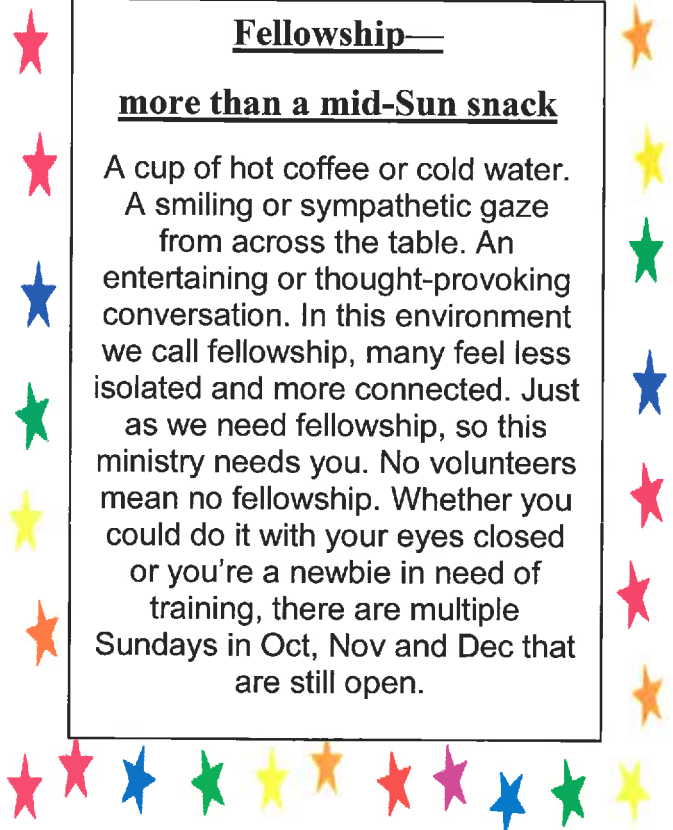 Fellowship—
more than a mid-Sun snack
A cup of hot coffee or cold water.
A smiling or sympathetic gaze
from across the table. An
entertaining or thought-provoking
conversation. In this environment
we call fellowship, many feel less
isolated and more connected. Just
as we need fellowship, so this
ministry needs you. No volunteers
mean no fellowship. Whether you
could do it with your eyes closed
or you're a newbie in need of
training, there are multiple
Sundays in Oct, Nov and Dec that
are still open.